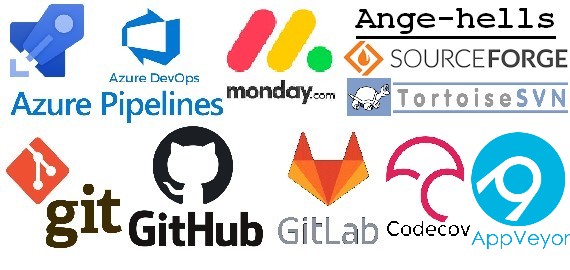 Azure DevOps
Azure Pipelines
monday.com
Ange-hells
SOURCEFORGE
TortoiseSVN
git
GitHub
GitLab
Codecov
AppVeyor